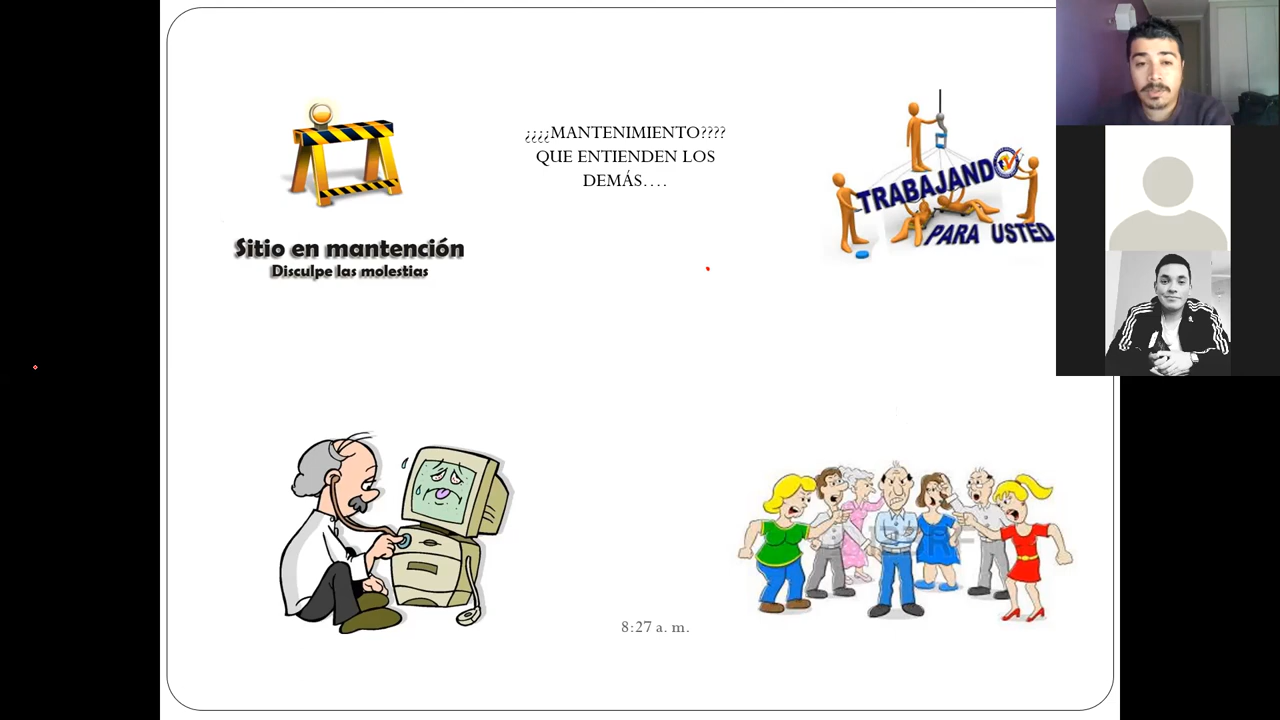 ¿¿¿¿MANTENIMIENTO????
QUE ENTIENDEN LOS
DEMÁS....
TRABAJANDO
PARA USTED
Sitio en mantención
Disculpe las molestias
8:27 a. m.